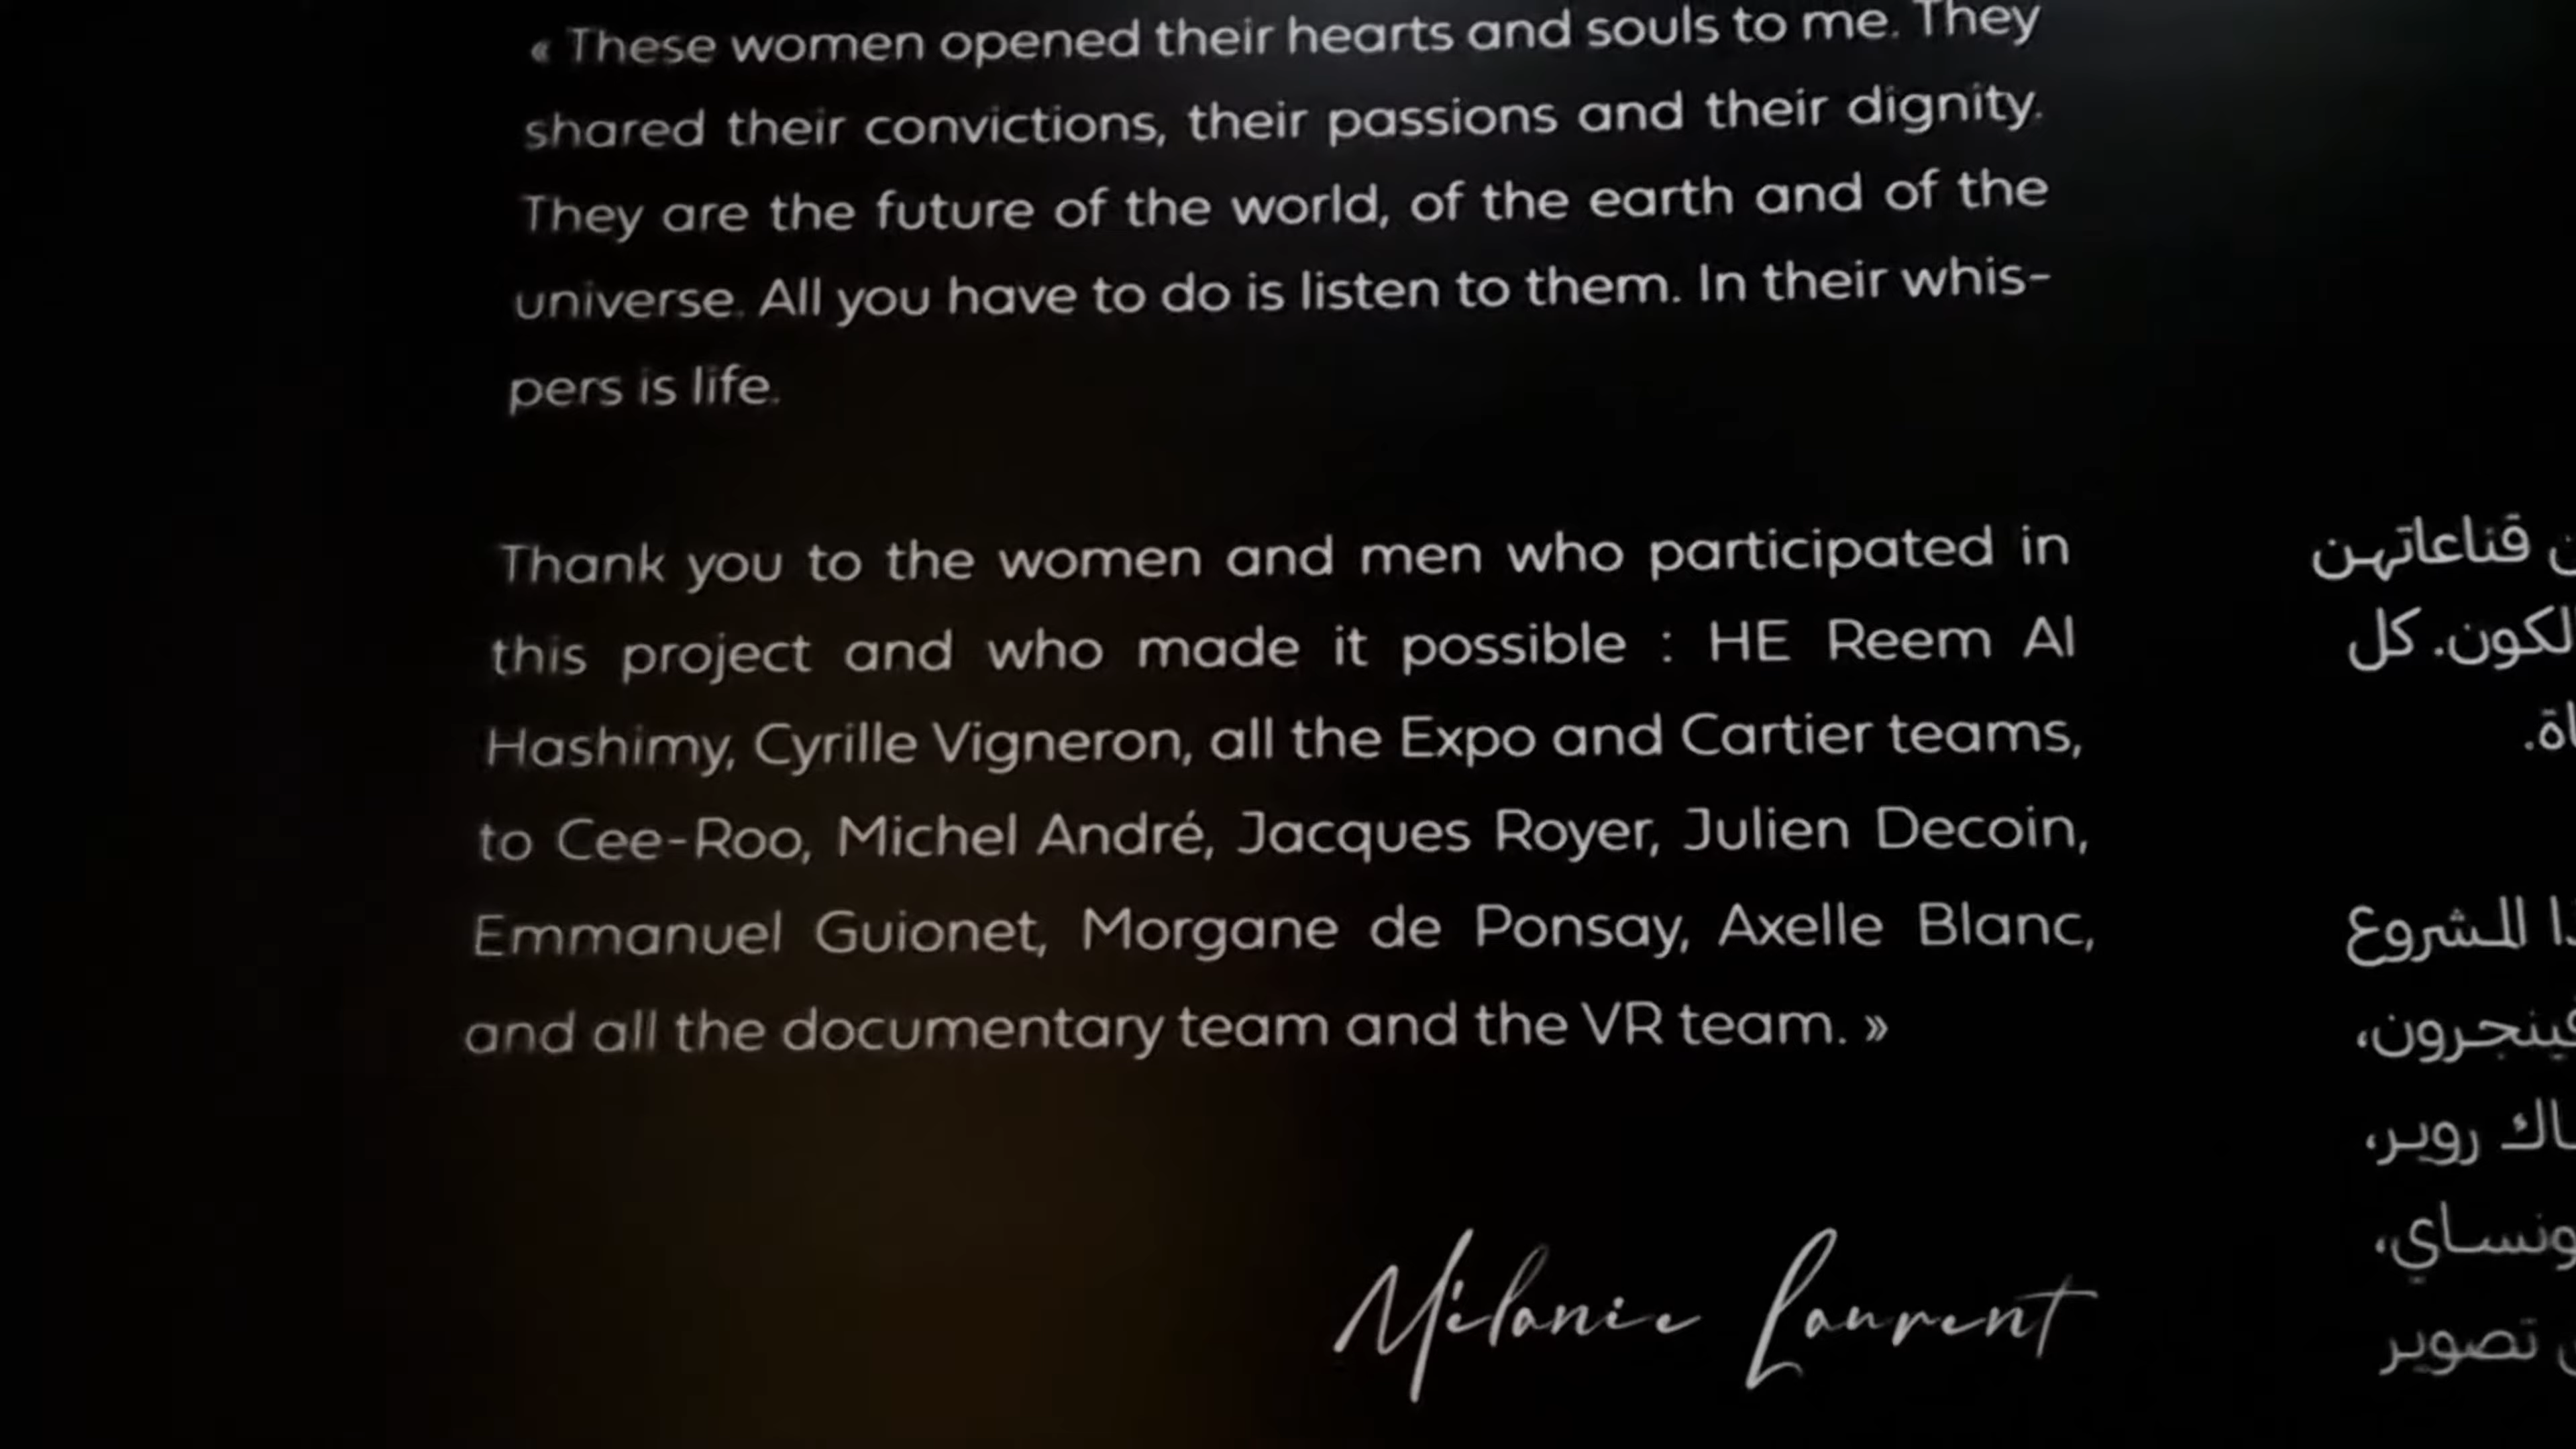 « These women opened their hearts and souls to me. They
shared their convictions, their passions and their dignity.
They are the future of the world, of the earth and of the
universe. All you have to do is listen to them. In their whis-
pers is life.
Thank you to the women and men who participated in
this project and who made it possible : HE Reem Al
Hashimy, Cyrille Vigneron, all the Expo and Cartier teams,
to Cee-Roo, Michel André, Jacques Royer, Julien Decoin,
Emmanuel Guionet, Morgane de Ponsay, Axelle Blanc,
and all the documentary team and the VR team. »
Mélanie Laurent
قناعاتهن
كل
المشروع
روير،
تصوير